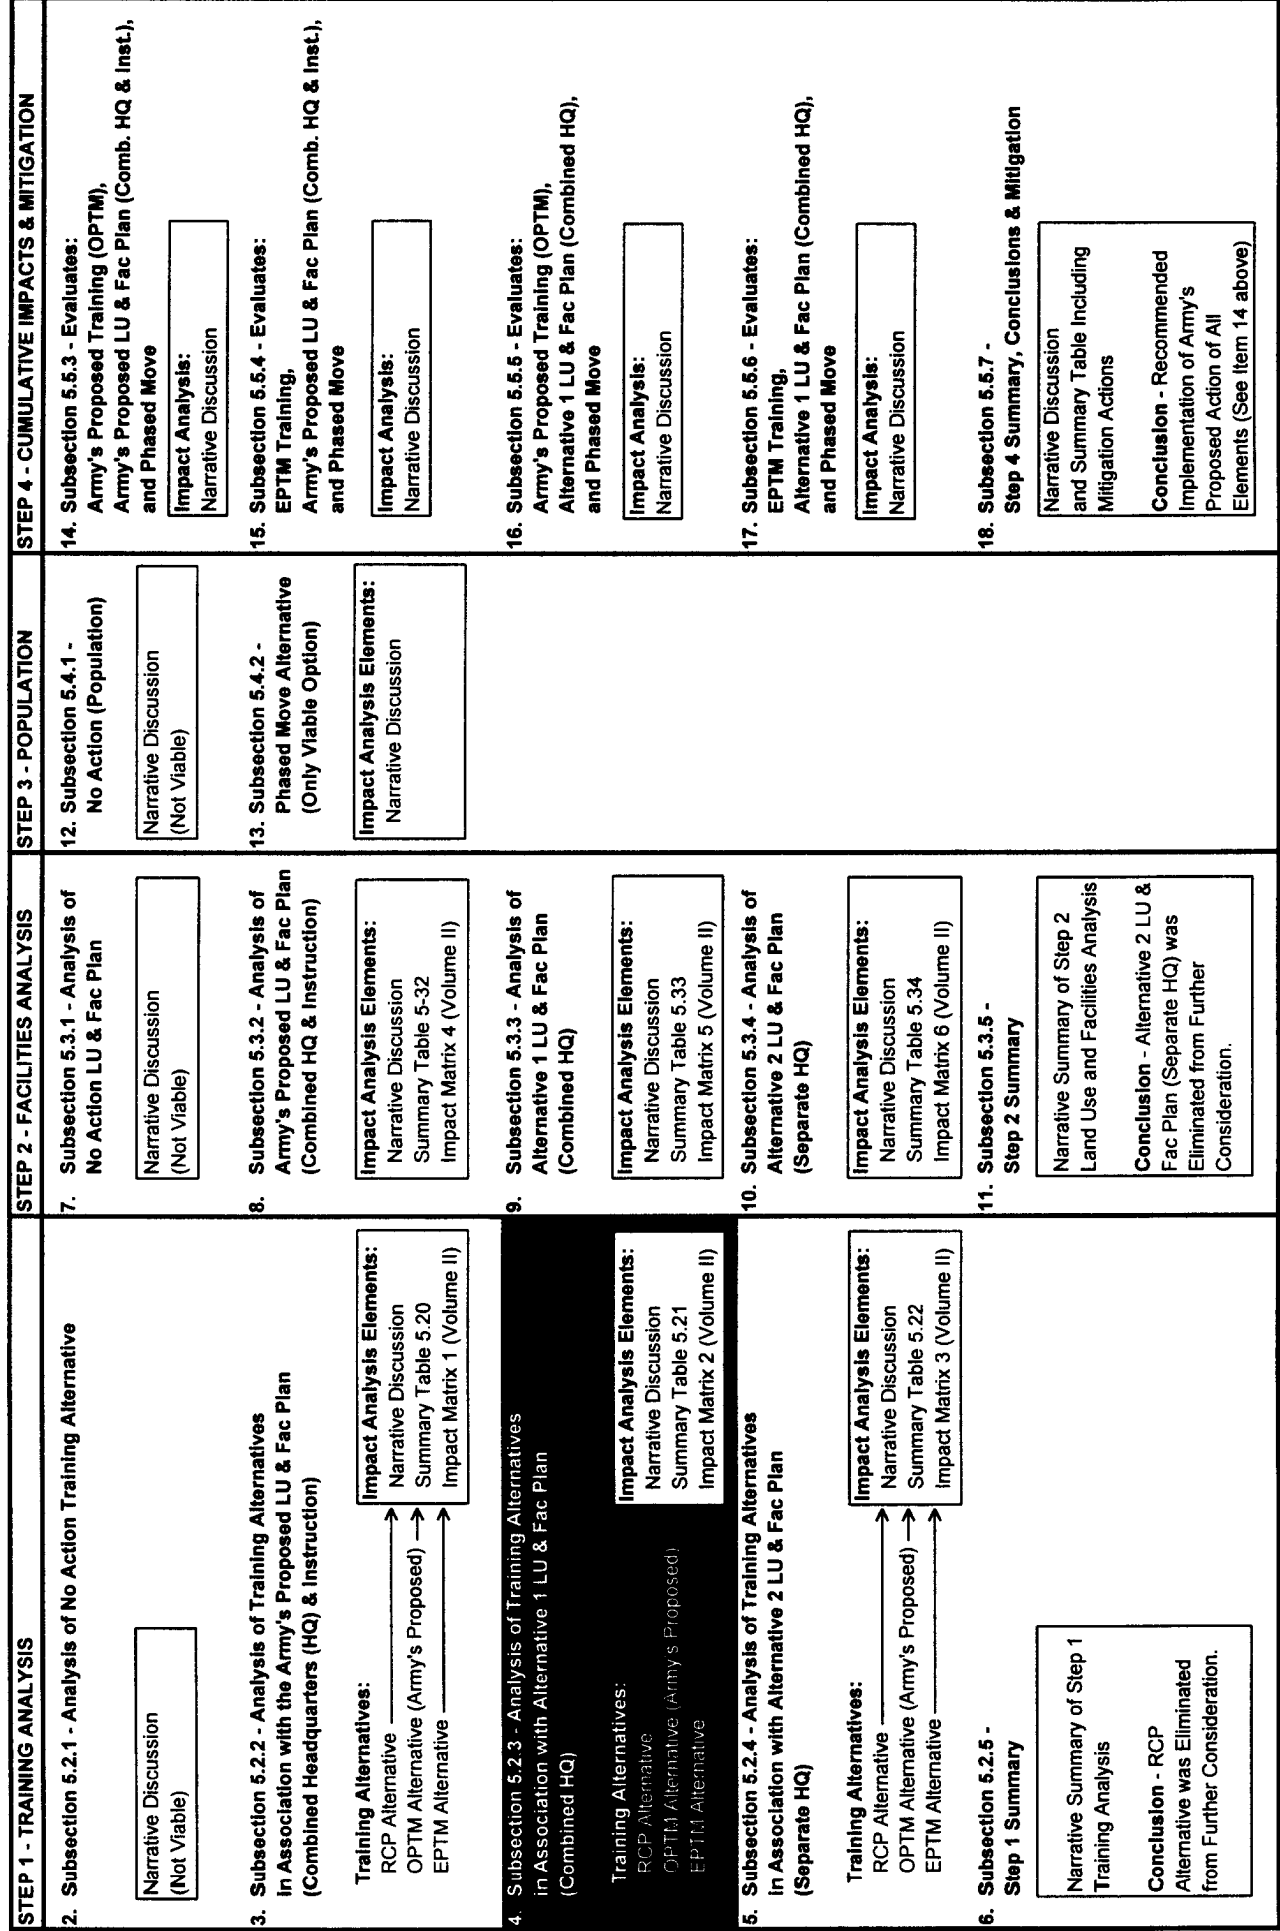 STEP 1 - TRAINING ANALYSIS
2. Subsection 5.2.1 - Analysis of No Action Training Alternative
Narrative Discussion
(Not Viable)
3. Subsection 5.2.2 - Analysis of Training Alternatives
In Association with the Army's Proposed LU & Fac Plan
(Combined Headquarters (HQ) & Instruction)
Training Alternatives:
RCP Alternative
OPTM Alternative (Army's Proposed)
EPTM Alternative
Impact Analysis Elements:
Narrative Discussion
Summary Table 5.20
Impact Matrix 1 (Volume II)
4. Subsection 5.2.3 - Analysis of Training Alternatives
in Association with Alternative 1 LU & Fac Plan
(Combined HQ)
Training Alternatives:
RCP Alternative
OPTM Alternative (Army's Proposed)
EPTM Alternative
Impact Analysis Elements:
Narrative Discussion
Summary Table 5.21
Impact Matrix 2 (Volume II)
5. Subsection 5.2.4 - Analysis of Training Alternatives
In Association with Alternative 2 LU & Fac Plan
(Separate HQ)
Training Alternatives:
RCP Alternative
OPTM Alternative (Army's Proposed)
EPTM Alternative
Impact Analysis Elements:
Narrative Discussion
Summary Table 5.22
Impact Matrix 3 (Volume II)
6. Subsection 5.2.5 -
Step 1 Summary
Narrative Summary of Step 1
Training Analysis
Conclusion - RCP
Alternative was Eliminated
from Further Consideration.
STEP 2 - FACILITIES ANALYSIS
7. Subsection 5.3.1 - Analysis of
No Action LU & Fac Plan
Narrative Discussion
(Not Viable)
8. Subsection 5.3.2 - Analysis of
Army's Proposed LU & Fac Plan
(Combined HQ & Instruction)
Impact Analysis Elements:
Narrative Discussion
Summary Table 5-32
Impact Matrix 4 (Volume II)
9. Subsection 5.3.3 - Analysis of
Alternative 1 LU & Fac Plan
(Combined HQ)
Impact Analysis Elements:
Narrative Discussion
Summary Table 5.33
Impact Matrix 5 (Volume II)
10. Subsection 5.3.4 - Analysis of
Alternative 2 LU & Fac Plan
(Separate HQ)
Impact Analysis Elements:
Narrative Discussion
Summary Table 5.34
Impact Matrix 6 (Volume II)
11. Subsection 5.3.5 -
Step 2 Summary
Narrative Summary of Step 2
Land Use and Facilities Analysis
Conclusion - Alternative 2 LU &
Fac Plan (Separate HQ) was
Eliminated from Further
Consideration.
STEP 3 - POPULATION
12. Subsection 5.4.1 -
No Action (Population)
Narrative Discussion
(Not Viable)
13. Subsection 5.4.2 -
Phased Move Alternative
(Only Viable Option)
Impact Analysis Elements:
Narrative Discussion
STEP 4 - CUMULATIVE IMPACTS & MITIGATION
14. Subsection 5.5.3 - Evaluates:
Army's Proposed Training (OPTM),
Army's Proposed LU & Fac Plan (Comb. HQ & Inst.),
and Phased Move
Impact Analysis:
Narrative Discussion
15. Subsection 5.5.4 - Evaluates:
EPTM Training,
Army's Proposed LU & Fac Plan (Comb. HQ & Inst.),
and Phased Move
Impact Analysis:
Narrative Discussion
16. Subsection 5.5.5 - Evaluates:
Army's Proposed Training (OPTM),
Alternative 1 LU & Fac Plan (Combined HQ),
and Phased Move
Impact Analysis:
Narrative Discussion
17. Subsection 5.5.6 - Evaluates:
EPTM Training,
Alternative 1 LU & Fac Plan (Combined HQ),
and Phased Move
Impact Analysis:
Narrative Discussion
18. Subsection 5.5.7 -
Step 4 Summary, Conclusions & Mitigation
Narrative Discussion
and Summary Table Including
Mitigation Actions
Conclusion - Recommended
Implementation of Army's
Proposed Action of All
Elements (See Item 14 above)